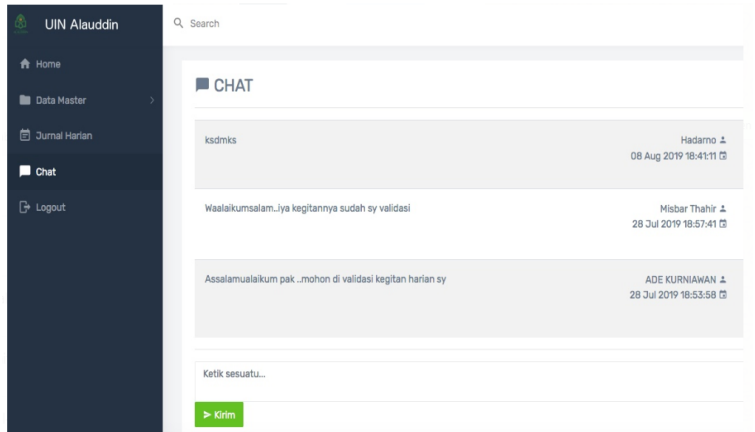 UIN Alauddin
Search
Home
Data Master
Jurnal Harian
Chat
Logout
CHAT
ksdmks
Hadarno
08 Aug 2019 18:41:11
Waalaikumsalam..iya kegitannya sudah sy validasi
Misbar Thahir
28 Jul 2019 18:57:41
Assalamualaikum pak ..mohon di validasi kegitan harian sy
ADE KURNIAWAN
28 Jul 2019 18:53:58
Ketik sesuatu...
Kirim